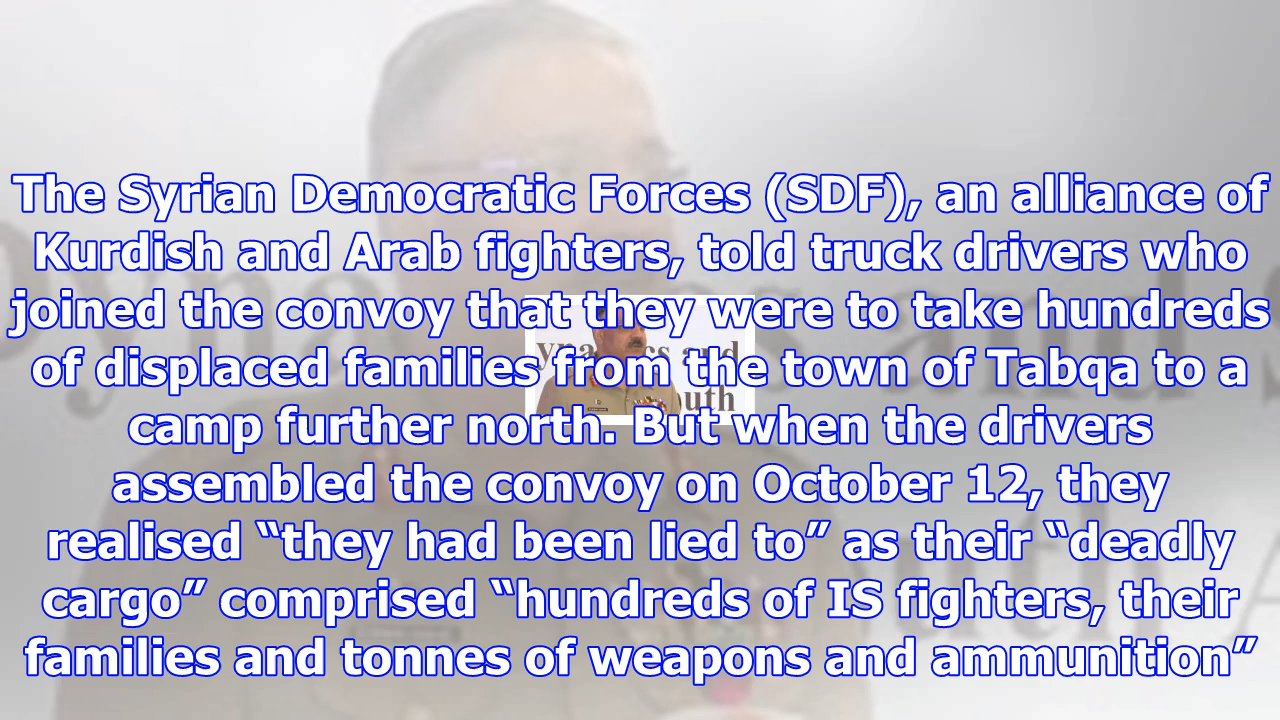 The Syrian Democratic Forces (SDF), an alliance of
Kurdish and Arab fighters, told truck drivers who
joined the convoy that they were to take hundreds
of displaced families from the town of Tabqa to a
camp further north. But when the drivers
assembled the convoy on October 12, they
realised “they had been lied to” as their “deadly
cargo” comprised “hundreds of IS fighters, their
families and tonnes of weapons and ammunition”